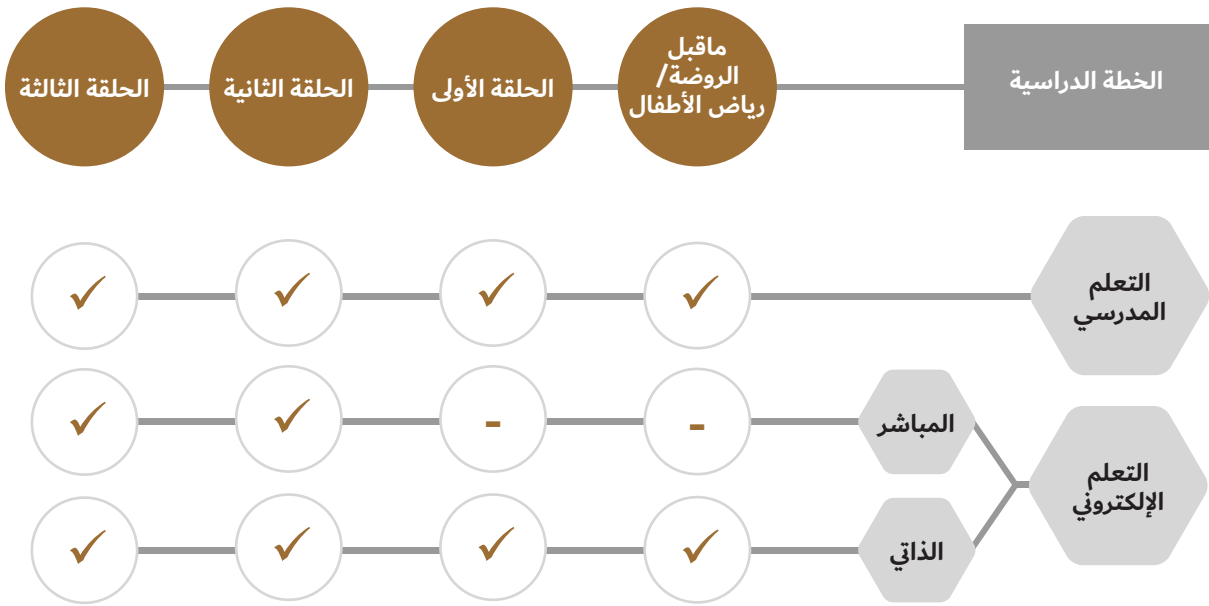 الخطة الدراسية
ماقبل
الروضة/
رياض الأطفال
الحلقة الأولى
الحلقة الثانية
الحلقة الثالثة
التعلم
المدرسي
✓ ✓ ✓ ✓
التعلم
الإلكتروني
المباشر
- - ✓ ✓
الذاتي
✓ ✓ ✓ ✓